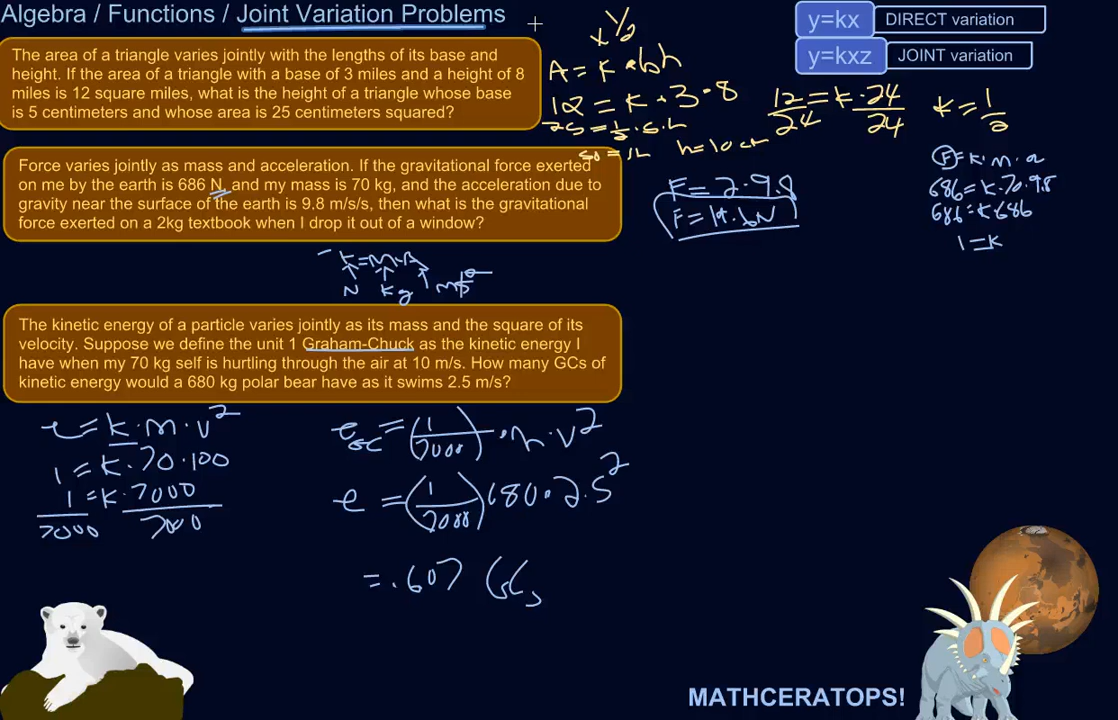 Algebra / Functions / Joint Variation Problems
y=kx DIRECT variation
y=kxz JOINT variation
The area of a triangle varies jointly with the lengths of its base and
height. If the area of a triangle with a base of 3 miles and a height of 8
miles is 12 square miles, what is the height of a triangle whose base
is 5 centimeters and whose area is 25 centimeters squared?
x 1/2
A = k · b h
12 = k · 3 · 8
25 = 1/2 · 5 · h
h = 10 cm
12 = k · 24
24 24
k = 1/2
Force varies jointly as mass and acceleration. If the gravitational force exerted
on me by the earth is 686 N, and my mass is 70 kg, and the acceleration due to
gravity near the surface of the earth is 9.8 m/s/s, then what is the gravitational
force exerted on a 2kg textbook when I drop it out of a window?
F = 2 · 9.8
F = 19.6 N
F = k · m · a
686 = k · 70 · 9.8
686 = k 686
1 = k
N kg
The kinetic energy of a particle varies jointly as its mass and the square of its
velocity. Suppose we define the unit 1 Graham-Chuck as the kinetic energy I
have when my 70 kg self is hurtling through the air at 10 m/s. How many GCs of
kinetic energy would a 680 kg polar bear have as it swims 2.5 m/s?
e = k · m · v²
1 = k · 70 · 100
1 = k · 7000
7000 7000
e GC = (1/7000) · m · v²
e = (1/7000) 680 · 2.5²
= .607 GCs
MATHCERATOPS!